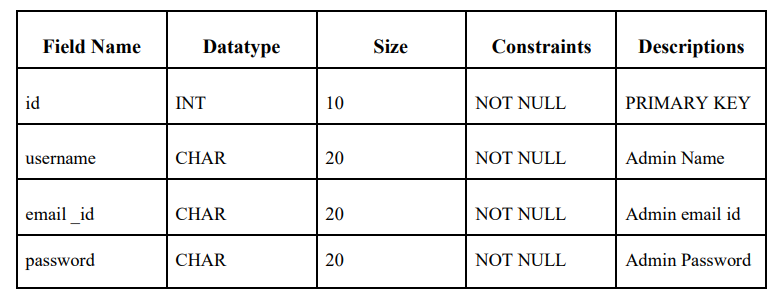 Field Name Datatype Size Constraints Descriptions
id INT 10 NOT NULL PRIMARY KEY
username CHAR 20 NOT NULL Admin Name
email _id CHAR 20 NOT NULL Admin email id
password CHAR 20 NOT NULL Admin Password